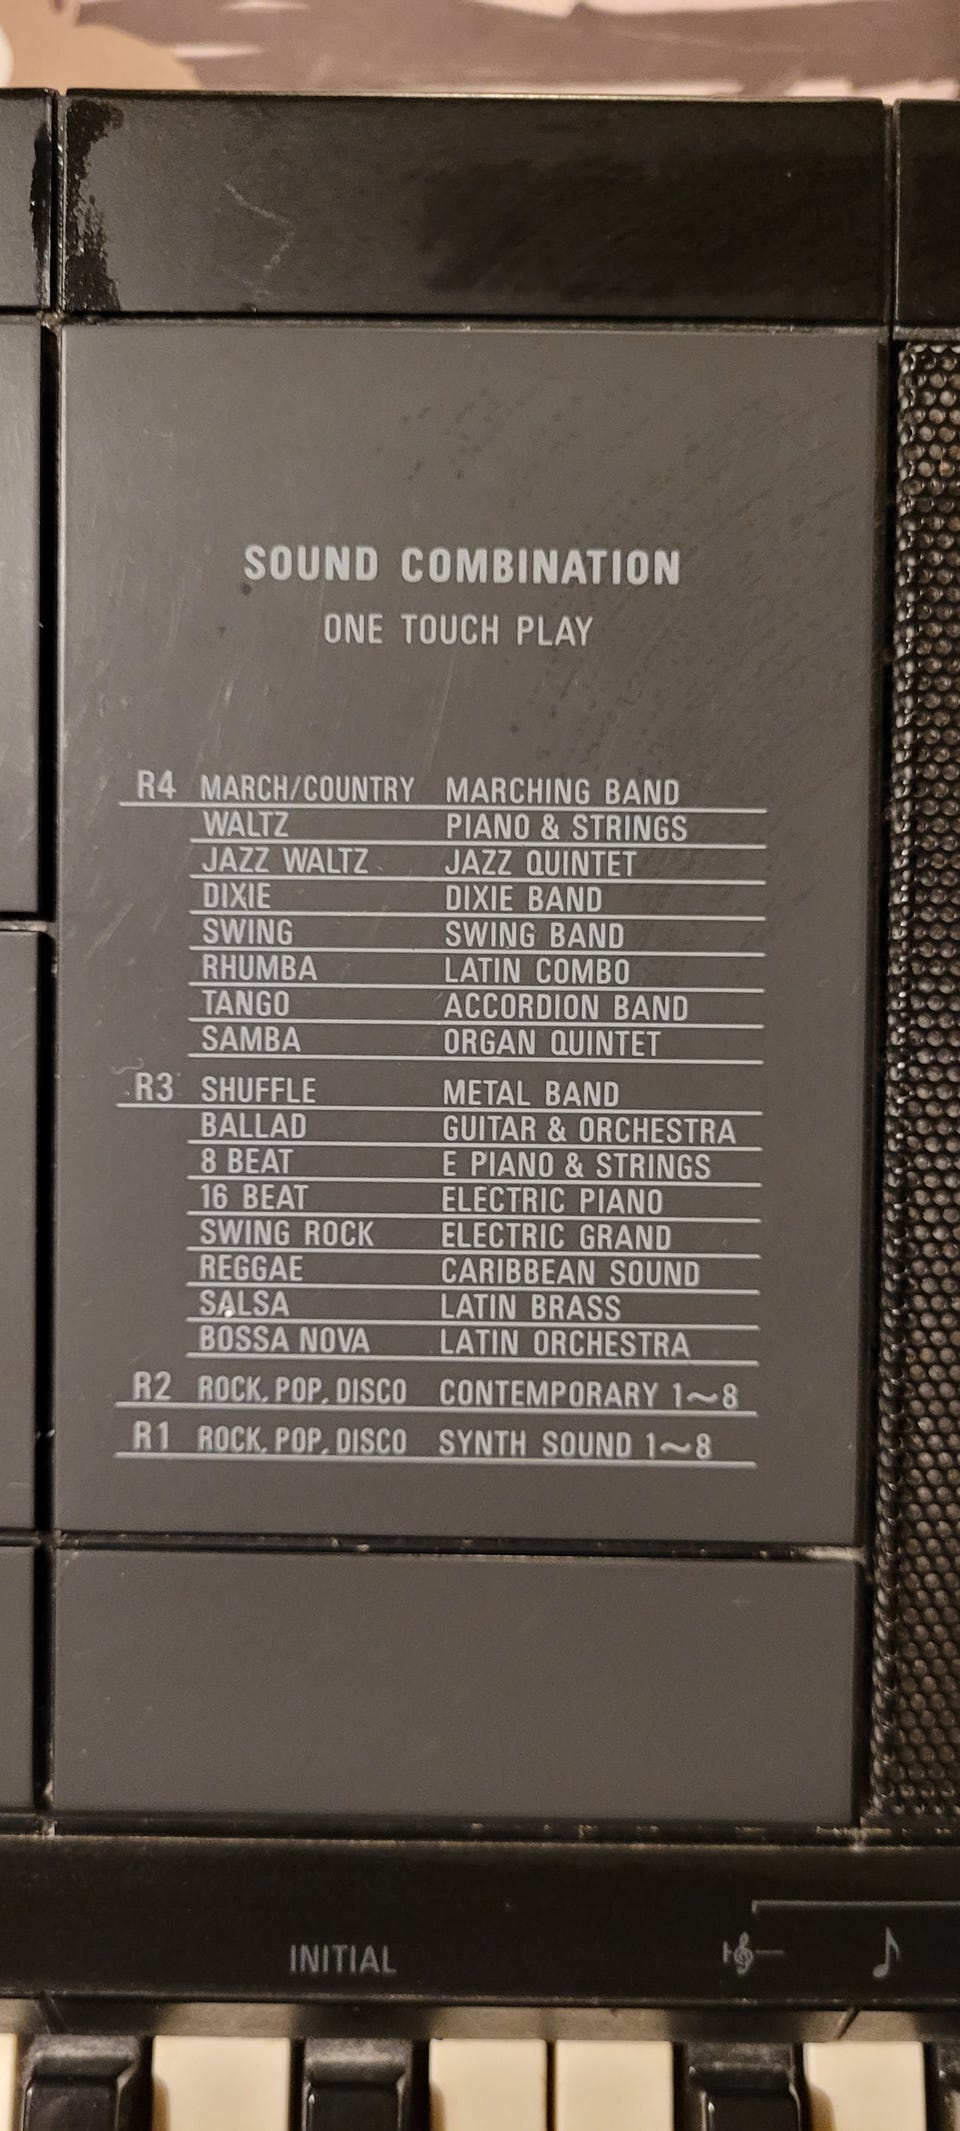 SOUND COMBINATION
ONE TOUCH PLAY
R4 MARCH/COUNTRY MARCHING BAND
WALTZ PIANO & STRINGS
JAZZ WALTZ JAZZ QUINTET
DIXIE DIXIE BAND
SWING SWING BAND
RHUMBA LATIN COMBO
TANGO ACCORDION BAND
SAMBA ORGAN QUINTET
R3 SHUFFLE METAL BAND
BALLAD GUITAR & ORCHESTRA
8 BEAT E PIANO & STRINGS
16 BEAT ELECTRIC PIANO
SWING ROCK ELECTRIC GRAND
REGGAE CARIBBEAN SOUND
SALSA LATIN BRASS
BOSSA NOVA LATIN ORCHESTRA
R2 ROCK, POP, DISCO CONTEMPORARY 1~8
R1 ROCK, POP, DISCO SYNTH SOUND 1~8
INITIAL